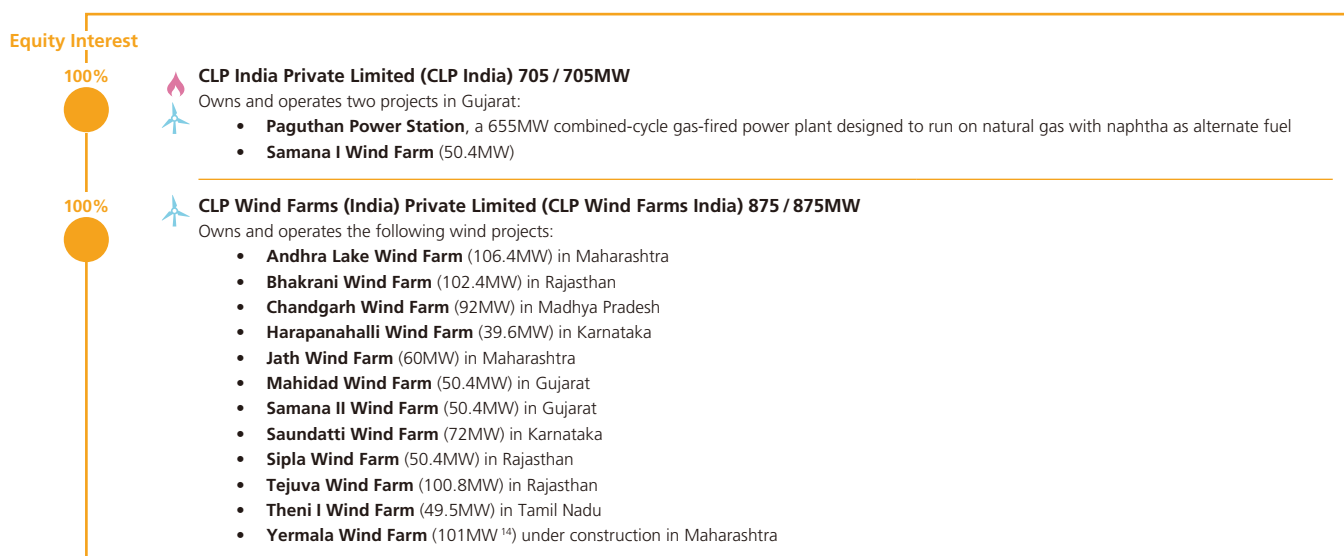 Equity Interest
100%
CLP India Private Limited (CLP India) 705 / 705MW
Owns and operates two projects in Gujarat:
• Paguthan Power Station, a 655MW combined-cycle gas-fired power plant designed to run on natural gas with naphtha as alternate fuel
• Samana I Wind Farm (50.4MW)
100%
CLP Wind Farms (India) Private Limited (CLP Wind Farms India) 875 / 875MW
Owns and operates the following wind projects:
• Andhra Lake Wind Farm (106.4MW) in Maharashtra
• Bhakrani Wind Farm (102.4MW) in Rajasthan
• Chandgarh Wind Farm (92MW) in Madhya Pradesh
• Harapanahalli Wind Farm (39.6MW) in Karnataka
• Jath Wind Farm (60MW) in Maharashtra
• Mahidad Wind Farm (50.4MW) in Gujarat
• Samana II Wind Farm (50.4MW) in Gujarat
• Saundatti Wind Farm (72MW) in Karnataka
• Sipla Wind Farm (50.4MW) in Rajasthan
• Tejuva Wind Farm (100.8MW) in Rajasthan
• Theni I Wind Farm (49.5MW) in Tamil Nadu
• Yermala Wind Farm (101MW 14) under construction in Maharashtra